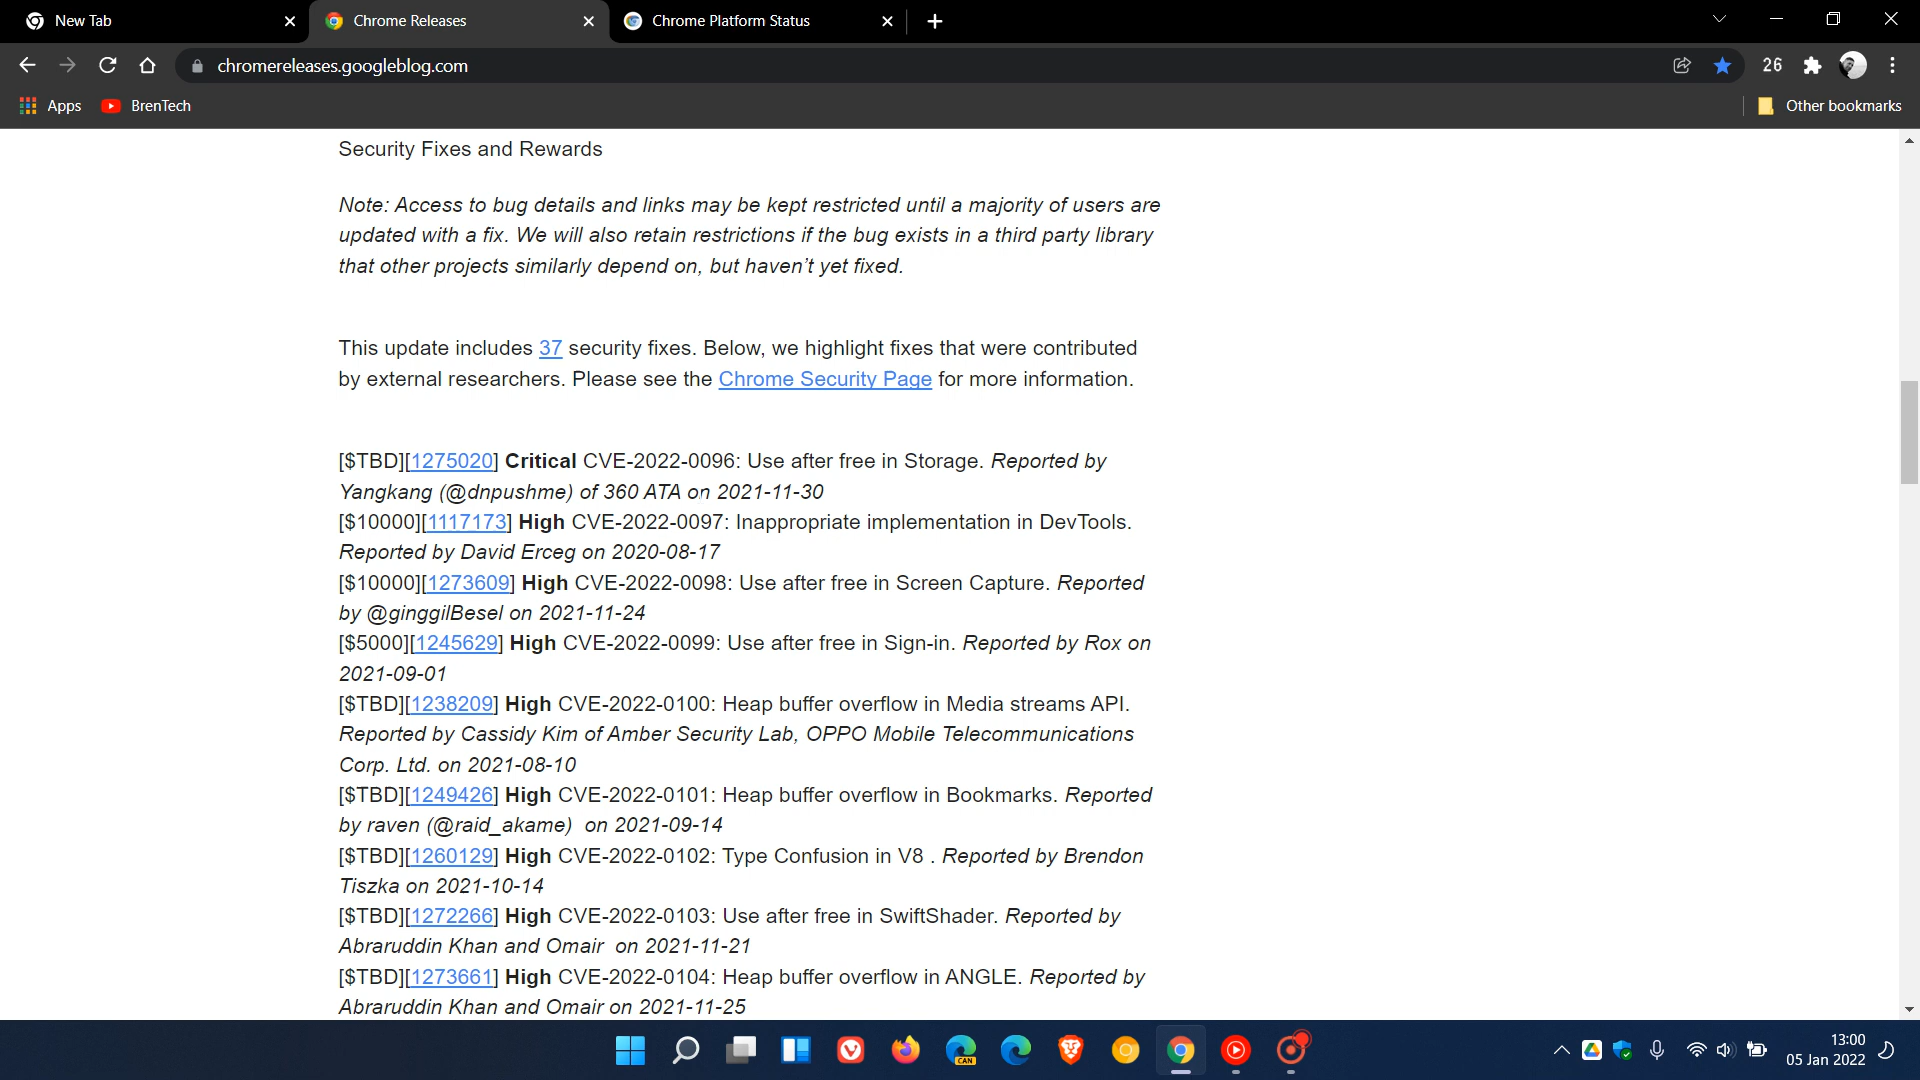 New Tab
Chrome Releases
Chrome Platform Status
chromereleases.googleblog.com
26
Apps
BrenTech
Other bookmarks
Security Fixes and Rewards
Note: Access to bug details and links may be kept restricted until a majority of users are
updated with a fix. We will also retain restrictions if the bug exists in a third party library
that other projects similarly depend on, but haven’t yet fixed.
This update includes 37 security fixes. Below, we highlight fixes that were contributed
by external researchers. Please see the Chrome Security Page for more information.
[$TBD][1275020] Critical CVE-2022-0096: Use after free in Storage. Reported by
Yangkang (@dnpushme) of 360 ATA on 2021-11-30
[$10000][1117173] High CVE-2022-0097: Inappropriate implementation in DevTools.
Reported by David Erceg on 2020-08-17
[$10000][1273609] High CVE-2022-0098: Use after free in Screen Capture. Reported
by @ginggilBesel on 2021-11-24
[$5000][1245629] High CVE-2022-0099: Use after free in Sign-in. Reported by Rox on
2021-09-01
[$TBD][1238209] High CVE-2022-0100: Heap buffer overflow in Media streams API.
Reported by Cassidy Kim of Amber Security Lab, OPPO Mobile Telecommunications
Corp. Ltd. on 2021-08-10
[$TBD][1249426] High CVE-2022-0101: Heap buffer overflow in Bookmarks. Reported
by raven (@raid_akame)  on 2021-09-14
[$TBD][1260129] High CVE-2022-0102: Type Confusion in V8 . Reported by Brendon
Tiszka on 2021-10-14
[$TBD][1272266] High CVE-2022-0103: Use after free in SwiftShader. Reported by
Abraruddin Khan and Omair  on 2021-11-21
[$TBD][1273661] High CVE-2022-0104: Heap buffer overflow in ANGLE. Reported by
Abraruddin Khan and Omair on 2021-11-25
CAN
13:00
05 Jan 2022